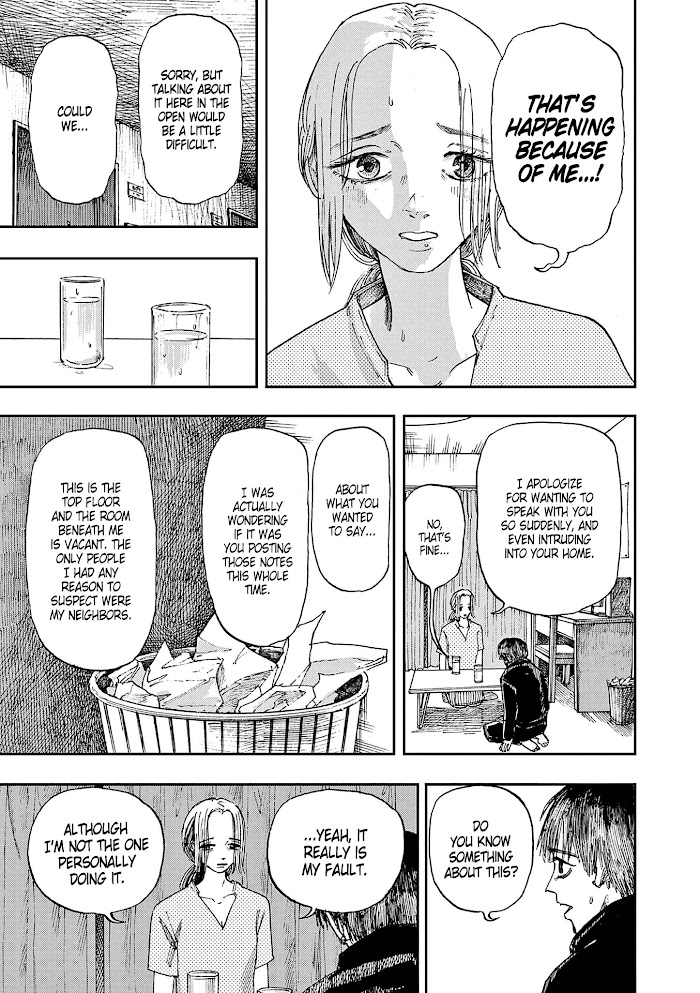 THAT'S
HAPPENING
BECAUSE
OF ME...!
SORRY, BUT
TALKING ABOUT
IT HERE IN THE
OPEN WOULD
BE A LITTLE
DIFFICULT.
COULD
WE...
I APOLOGIZE
FOR WANTING TO
SPEAK WITH YOU
SO SUDDENLY, AND
EVEN INTRUDING
INTO YOUR HOME.
NO,
THAT'S
FINE...
ABOUT
WHAT YOU
WANTED
TO SAY...
I WAS
ACTUALLY
WONDERING
IF IT WAS
YOU POSTING
THOSE NOTES
THIS WHOLE
TIME.
THIS IS THE
TOP FLOOR
AND THE ROOM
BENEATH ME
IS VACANT. THE
ONLY PEOPLE
I HAD ANY
REASON TO
SUSPECT WERE
MY NEIGHBORS.
DO
YOU KNOW
SOMETHING
ABOUT THIS?
...YEAH, IT
REALLY IS
MY FAULT.
ALTHOUGH
I'M NOT THE ONE
PERSONALLY
DOING IT.